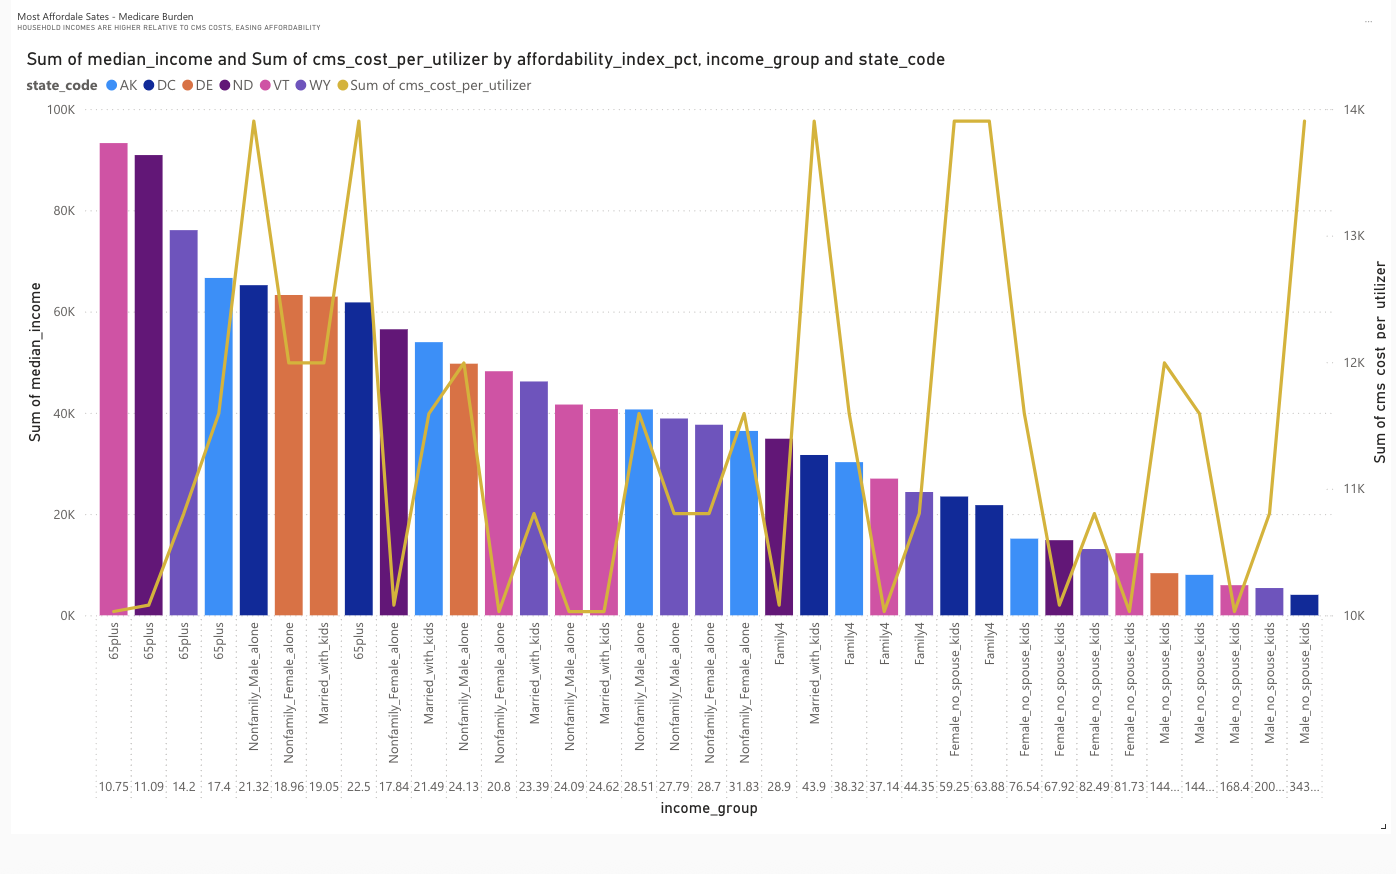 Most Affordale Sates - Medicare Burden
HOUSEHOLD INCOMES ARE HIGHER RELATIVE TO CMS COSTS, EASING AFFORDABILITY
...
Sum of median_income and Sum of cms_cost_per_utilizer by affordability_index_pct, income_group and state_code
state_code AK DC DE ND VT WY Sum of cms_cost_per_utilizer
100K
80K
60K
40K
20K
0K
Sum of median_income
14K
13K
12K
11K
10K
Sum of cms_cost_per_utilizer
65plus
65plus
65plus
65plus
Nonfamily_Male_alone
Nonfamily_Female_alone
Married_with_kids
65plus
Nonfamily_Female_alone
Married_with_kids
Nonfamily_Male_alone
Nonfamily_Female_alone
Married_with_kids
Nonfamily_Male_alone
Married_with_kids
Nonfamily_Male_alone
Nonfamily_Male_alone
Nonfamily_Female_alone
Nonfamily_Female_alone
Family4
Married_with_kids
Family4
Family4
Family4
Female_no_spouse_kids
Family4
Female_no_spouse_kids
Female_no_spouse_kids
Female_no_spouse_kids
Female_no_spouse_kids
Male_no_spouse_kids
Male_no_spouse_kids
Male_no_spouse_kids
Male_no_spouse_kids
Male_no_spouse_kids
10.75 11.09 14.2 17.4 21.32 18.96 19.05 22.5 17.84 21.49 24.13 20.8 23.39 24.09 24.62 28.51 27.79 28.7 31.83 28.9 43.9 38.32 37.14 44.35 59.25 63.88 76.54 67.92 82.49 81.73 144... 144... 168.4 200... 343...
income_group